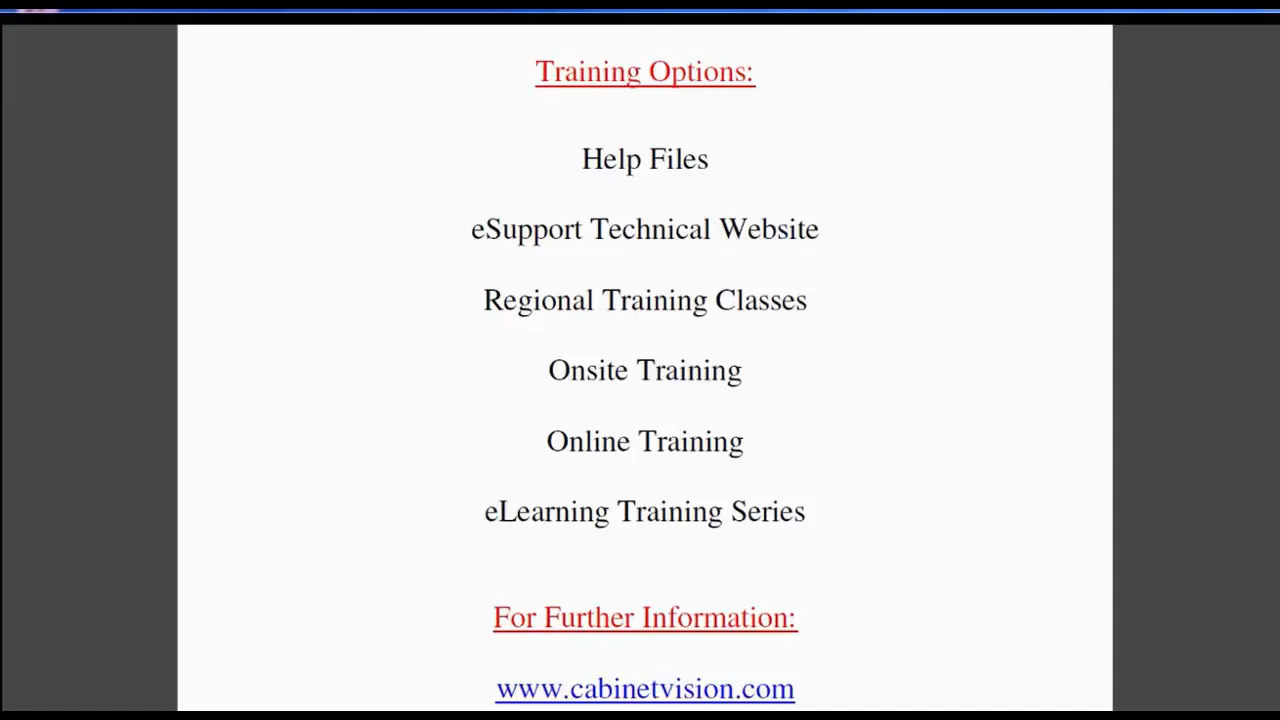 Training Options:
Help Files
eSupport Technical Website
Regional Training Classes
Onsite Training
Online Training
eLearning Training Series
For Further Information:
www.cabinetvision.com